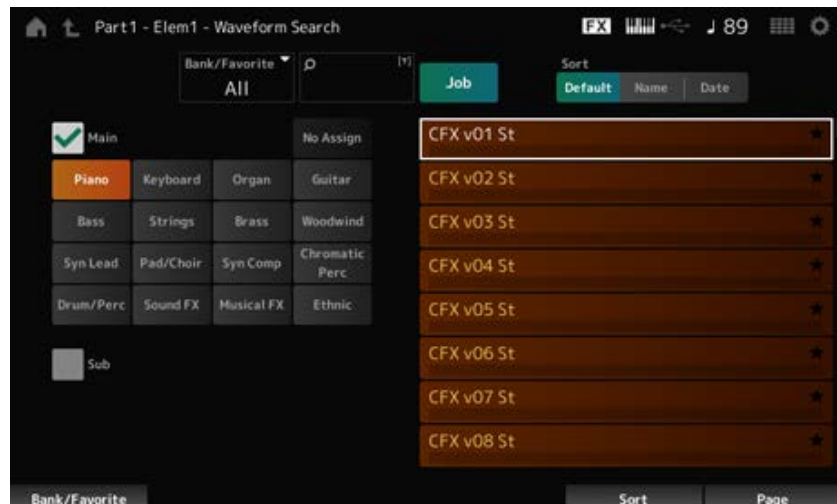 Part1 - Elem1 - Waveform Search FX ♩ 89
Bank/Favorite
All
Job
Sort
Default Name Date
Main No Assign
Piano Keyboard Organ Guitar
Bass Strings Brass Woodwind
Syn Lead Pad/Choir Syn Comp Chromatic Perc
Drum/Perc Sound FX Musical FX Ethnic
Sub
CFX v01 St
CFX v02 St
CFX v03 St
CFX v04 St
CFX v05 St
CFX v06 St
CFX v07 St
CFX v08 St
Bank/Favorite Sort Page